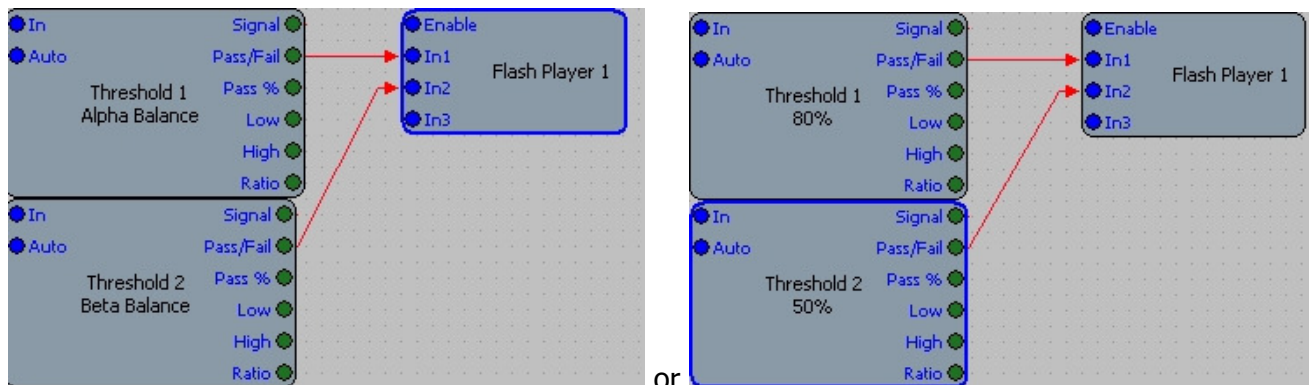 In Signal
Auto Pass/Fail
Threshold 1 Pass %
Alpha Balance Low
High
Ratio
In Signal
Auto Pass/Fail
Threshold 2 Pass %
Beta Balance Low
High
Ratio
Enable
In1
Flash Player 1
In2
In3
or
In Signal
Auto Pass/Fail
Threshold 1 Pass %
80% Low
High
Ratio
In Signal
Auto Pass/Fail
Threshold 2 Pass %
50% Low
High
Ratio
Enable
In1
Flash Player 1
In2
In3